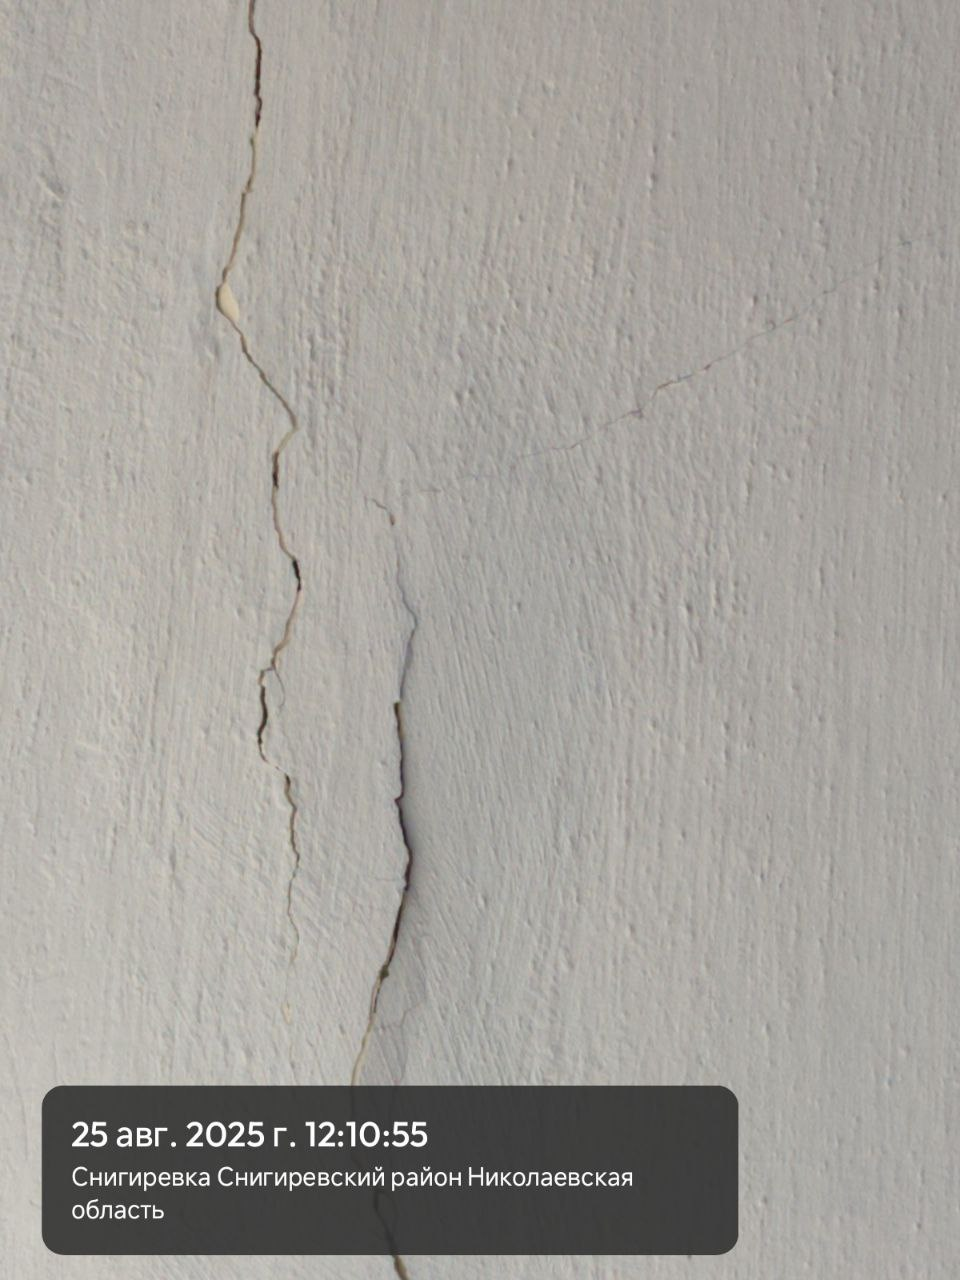 25 авг. 2025 г. 12:10:55
Снигиревка Снигиревский район Николаевская
область